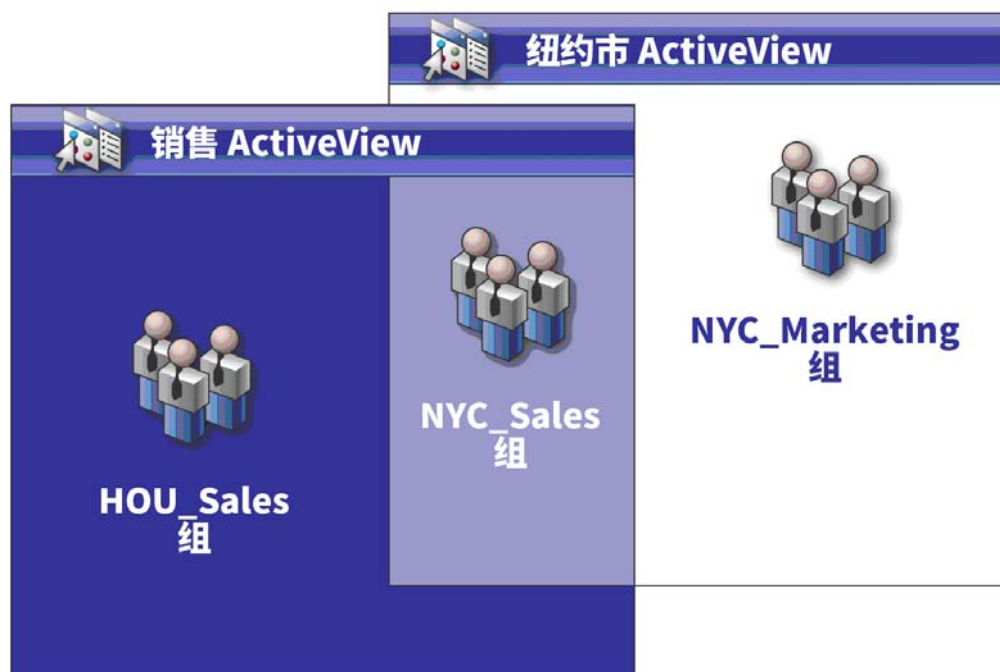 纽约市 ActiveView
销售 ActiveView
NYC_Marketing
组
NYC_Sales
组
HOU_Sales
组